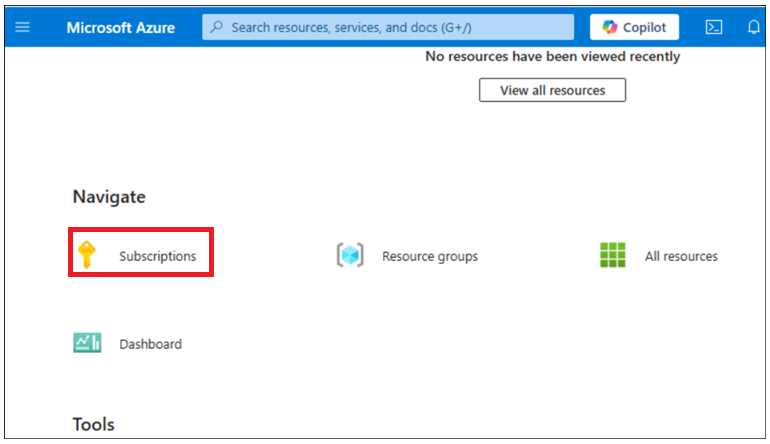 Microsoft Azure
Search resources, services, and docs (G+/)
Copilot
No resources have been viewed recently
View all resources
Navigate
Subscriptions
Resource groups
All resources
Dashboard
Tools